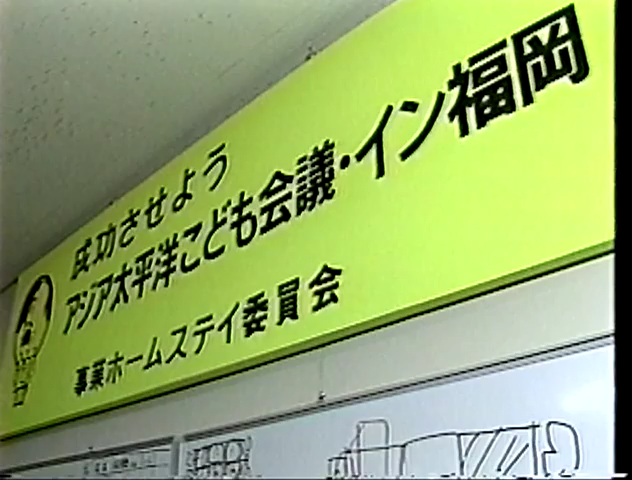 成功させよう
アジア太平洋こども会議・イン福岡
事業ホームステイ委員会